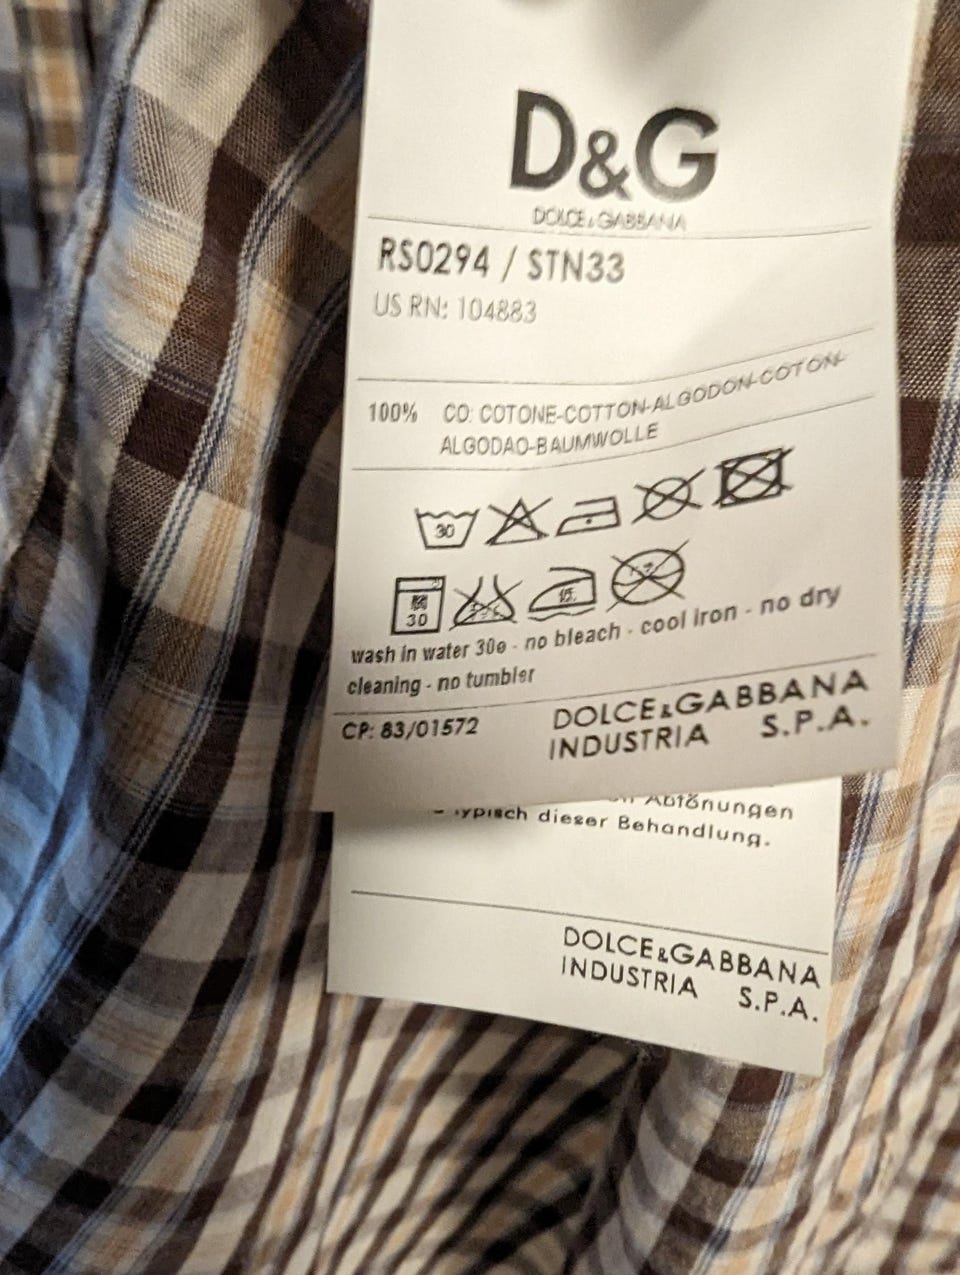 D&G
DOLCE & GABBANA
RS0294 / STN33
US RN: 104883
100% CO: COTONE-COTTON-ALGODON-COTON-
ALGODAO-BAUMWOLLE
30
30
低
wash in water 30° - no bleach - cool iron - no dry
cleaning - no tumbler
CP: 83/01572 DOLCE & GABBANA
INDUSTRIA S.P.A.
Abtönungen
typisch dieser Behandlung.
DOLCE & GABBANA
INDUSTRIA S.P.A.